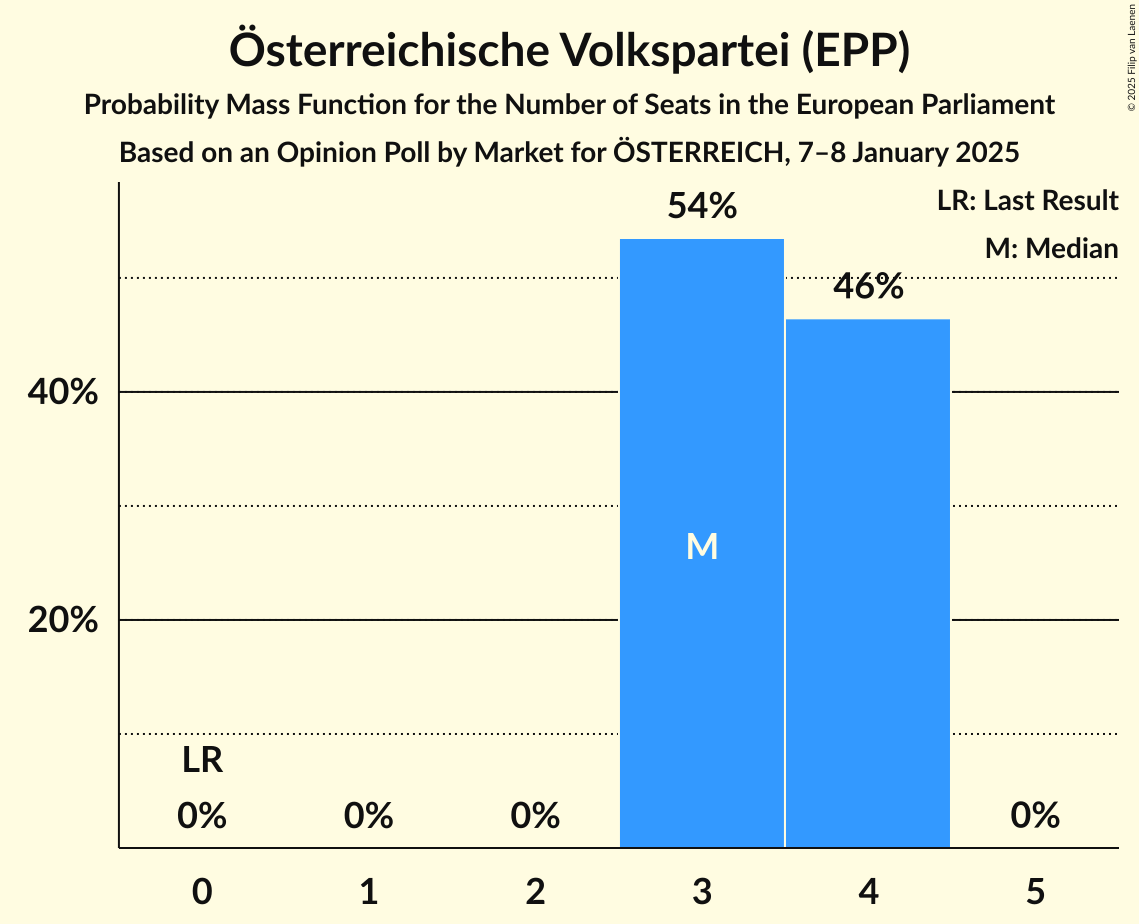 Österreichische Volkspartei (EPP)
Probability Mass Function for the Number of Seats in the European Parliament
Based on an Opinion Poll by Market for ÖSTERREICH, 7–8 January 2025
© 2025 Filip van Laenen
LR: Last Result
M: Median
54%
46%
40%
M
20%
LR
0% 0% 0% 0%
0 1 2 3 4 5